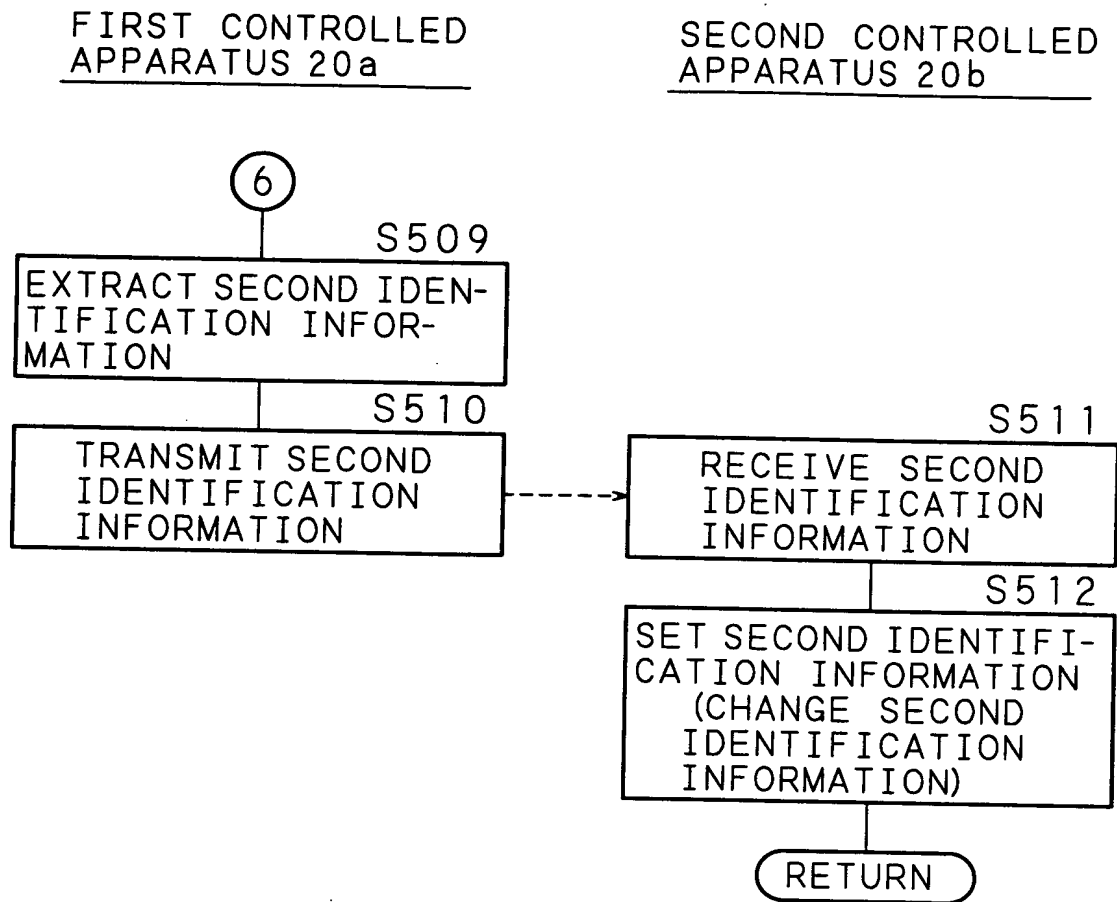 FIRST CONTROLLED
APPARATUS 20a
SECOND CONTROLLED
APPARATUS 20b
6
S509
EXTRACT SECOND IDEN-
TIFICATION INFOR-
MATION
S510
TRANSMIT SECOND
IDENTIFICATION
INFORMATION
S511
RECEIVE SECOND
IDENTIFICATION
INFORMATION
S512
SET SECOND IDENTIFI-
CATION INFORMATION
(CHANGE SECOND
IDENTIFICATION
INFORMATION)
RETURN